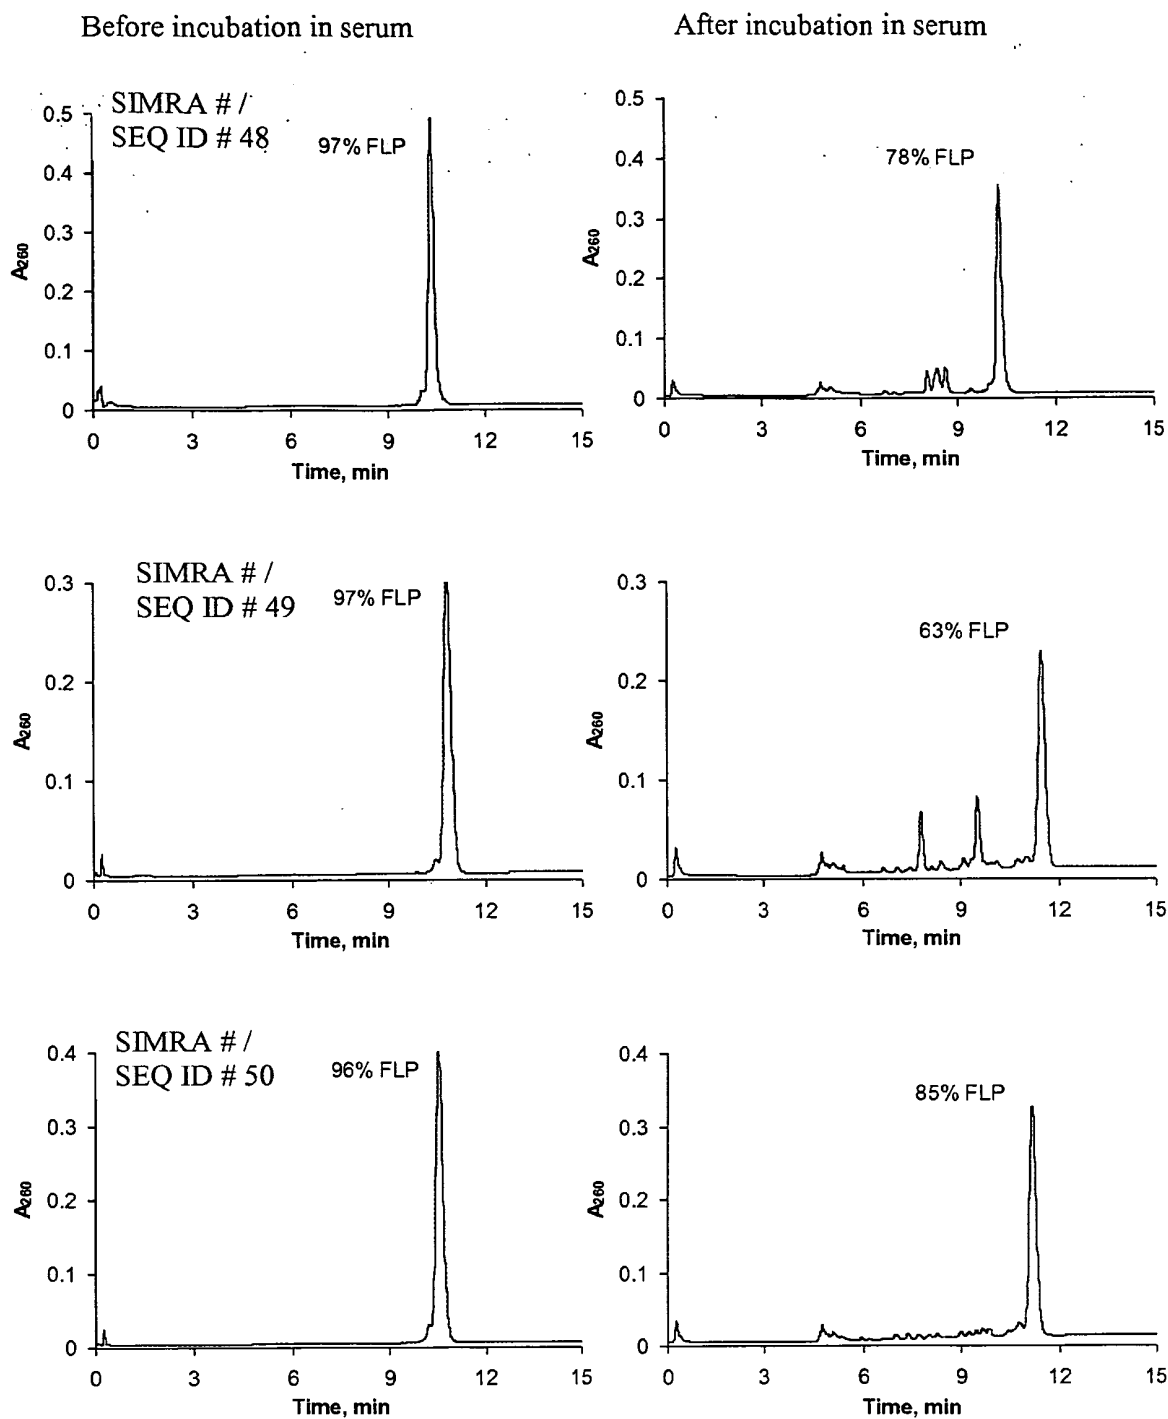 Before incubation in serum
After incubation in serum
SIMRA # /
SEQ ID # 48
97% FLP
0.5
0.4
0.3
0.2
0.1
0
A260
0 3 6 9 12 15
Time, min
78% FLP
0.5
0.4
0.3
0.2
0.1
0
A260
0 3 6 9 12 15
Time, min
SIMRA # /
SEQ ID # 49
97% FLP
0.3
0.2
0.1
0
A260
0 3 6 9 12 15
Time, min
63% FLP
0.3
0.2
0.1
0
A260
0 3 6 9 12 15
Time, min
SIMRA # /
SEQ ID # 50
96% FLP
0.4
0.3
0.2
0.1
0
A260
0 3 6 9 12 15
Time, min
85% FLP
0.4
0.3
0.2
0.1
0
A260
0 3 6 9 12 15
Time, min